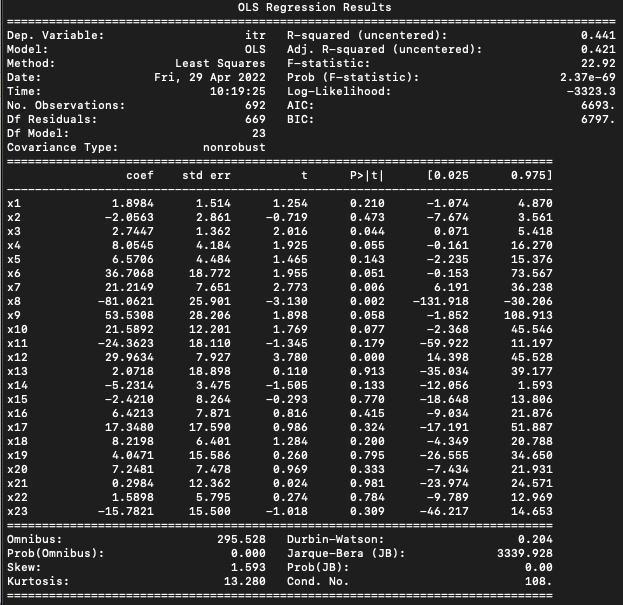 OLS Regression Results
==============================================================================
Dep. Variable: itr R-squared (uncentered): 0.441
Model: OLS Adj. R-squared (uncentered): 0.421
Method: Least Squares F-statistic: 22.92
Date: Fri, 29 Apr 2022 Prob (F-statistic): 2.37e-69
Time: 10:19:25 Log-Likelihood: -3323.3
No. Observations: 692 AIC: 6693.
Df Residuals: 669 BIC: 6797.
Df Model: 23
Covariance Type: nonrobust
==============================================================================
coef std err t P>|t| [0.025 0.975]
------------------------------------------------------------------------------
x1 1.8984 1.514 1.254 0.210 -1.074 4.870
x2 -2.0563 2.861 -0.719 0.473 -7.674 3.561
x3 2.7447 1.362 2.016 0.044 0.071 5.418
x4 8.0545 4.184 1.925 0.055 -0.161 16.270
x5 6.5706 4.484 1.465 0.143 -2.235 15.376
x6 36.7068 18.772 1.955 0.051 -0.153 73.567
x7 21.2149 7.651 2.773 0.006 6.191 36.238
x8 -81.0621 25.901 -3.130 0.002 -131.918 -30.206
x9 53.5308 28.206 1.898 0.058 -1.852 108.913
x10 21.5892 12.201 1.769 0.077 -2.368 45.546
x11 -24.3623 18.110 -1.345 0.179 -59.922 11.197
x12 29.9634 7.927 3.780 0.000 14.398 45.528
x13 2.0718 18.898 0.110 0.913 -35.034 39.177
x14 -5.2314 3.475 -1.505 0.133 -12.056 1.593
x15 -2.4210 8.264 -0.293 0.770 -18.648 13.806
x16 6.4213 7.871 0.816 0.415 -9.034 21.876
x17 17.3480 17.590 0.986 0.324 -17.191 51.887
x18 8.2198 6.401 1.284 0.200 -4.349 20.788
x19 4.0471 15.586 0.260 0.795 -26.555 34.650
x20 7.2481 7.478 0.969 0.333 -7.434 21.931
x21 0.2984 12.362 0.024 0.981 -23.974 24.571
x22 1.5898 5.795 0.274 0.784 -9.789 12.969
x23 -15.7821 15.500 -1.018 0.309 -46.217 14.653
==============================================================================
Omnibus: 295.528 Durbin-Watson: 0.204
Prob(Omnibus): 0.000 Jarque-Bera (JB): 3339.928
Skew: 1.593 Prob(JB): 0.00
Kurtosis: 13.280 Cond. No. 108.
==============================================================================